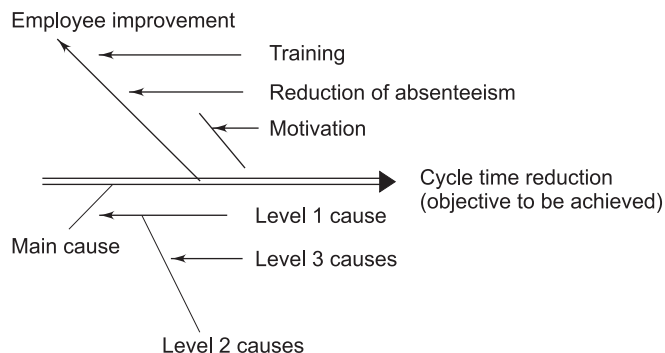 Employee improvement
Training
Reduction of absenteeism
Motivation
Cycle time reduction
(objective to be achieved)
Level 1 cause
Main cause
Level 3 causes
Level 2 causes